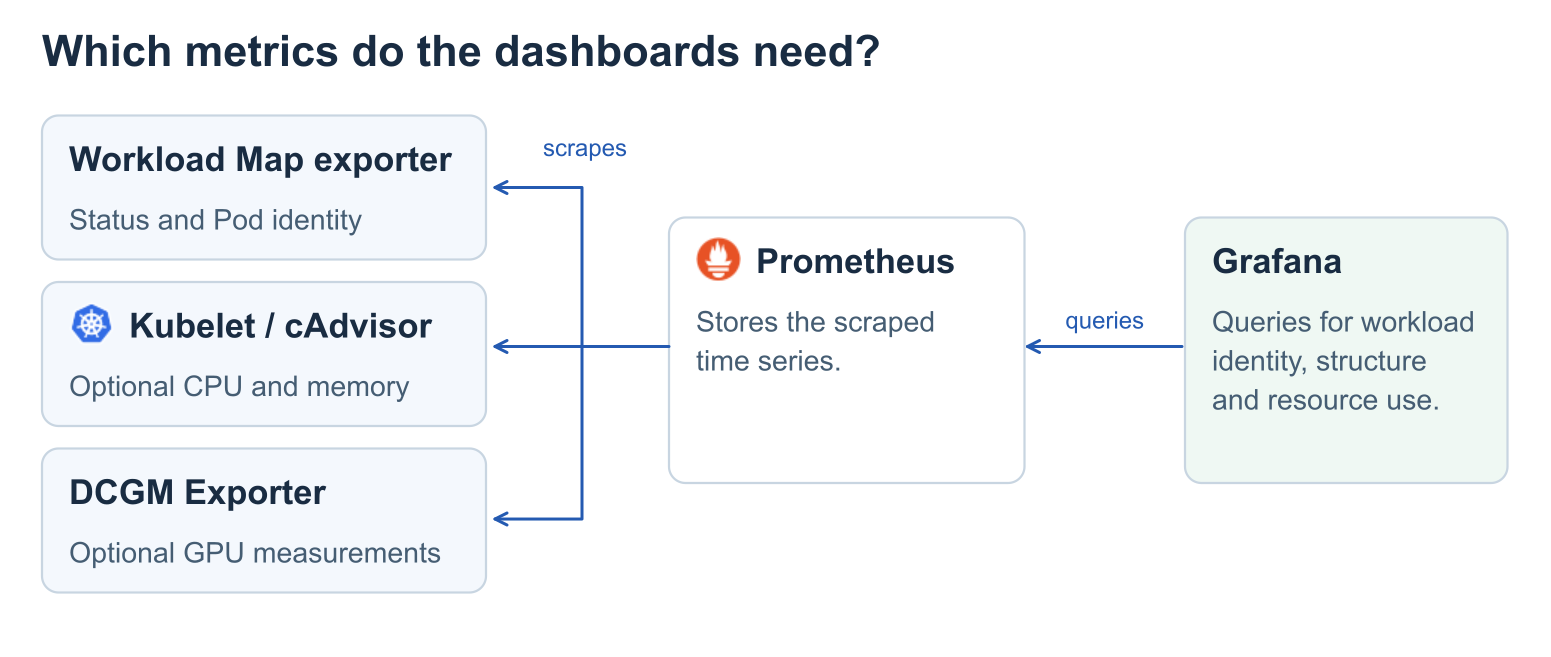 Which metrics do the dashboards need?
Workload Map exporter
Status and Pod identity
scrapes
Kubelet / cAdvisor
Optional CPU and memory
DCGM Exporter
Optional GPU measurements
Prometheus
Stores the scraped
time series.
queries
Grafana
Queries for workload
identity, structure
and resource use.